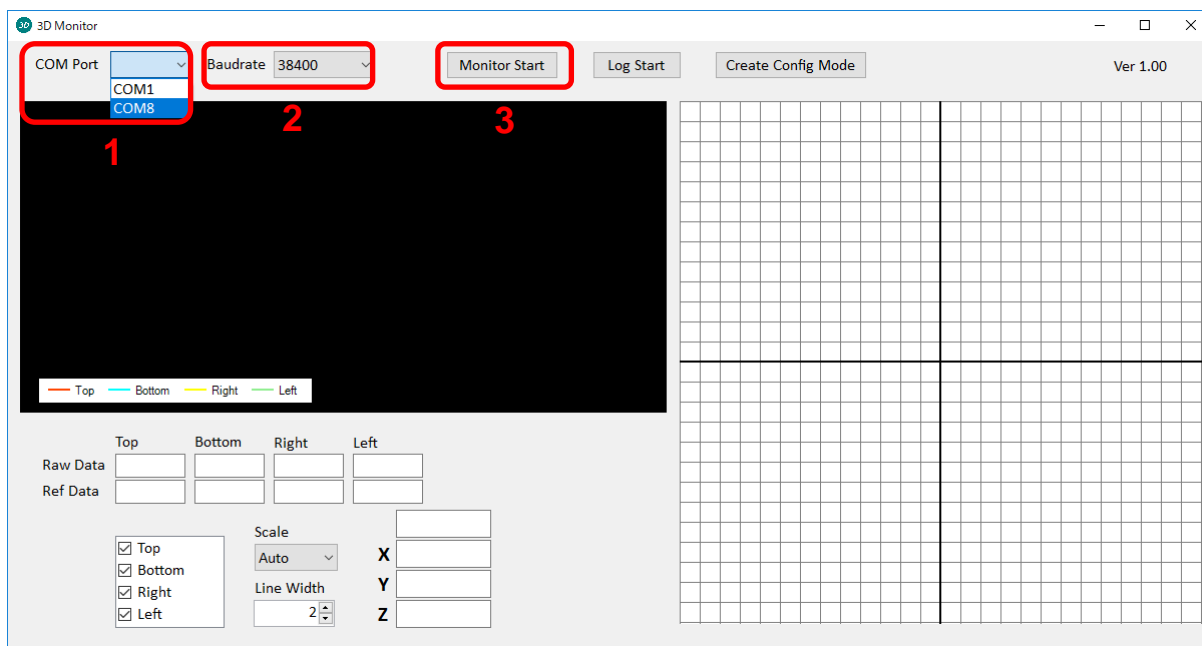 3D 3D Monitor
COM Port Baudrate 38400 Monitor Start Log Start Create Config Mode Ver 1.00
COM1
COM8
1 2 3
Top Bottom Right Left
Top Bottom Right Left
Raw Data
Ref Data
Scale
Top Auto X
Bottom
Right Line Width Y
Left 2 Z